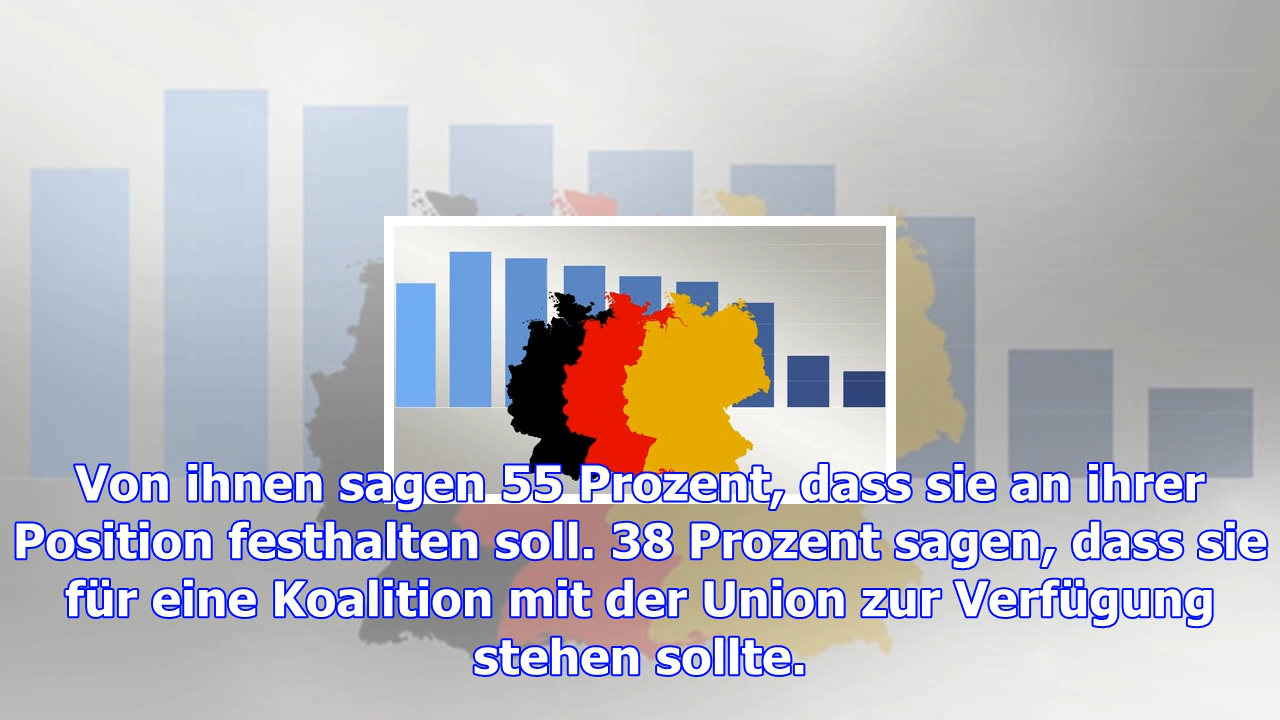 Von ihnen sagen 55 Prozent, dass sie an ihrer
Position festhalten soll. 38 Prozent sagen, dass sie
für eine Koalition mit der Union zur Verfügung
stehen sollte.